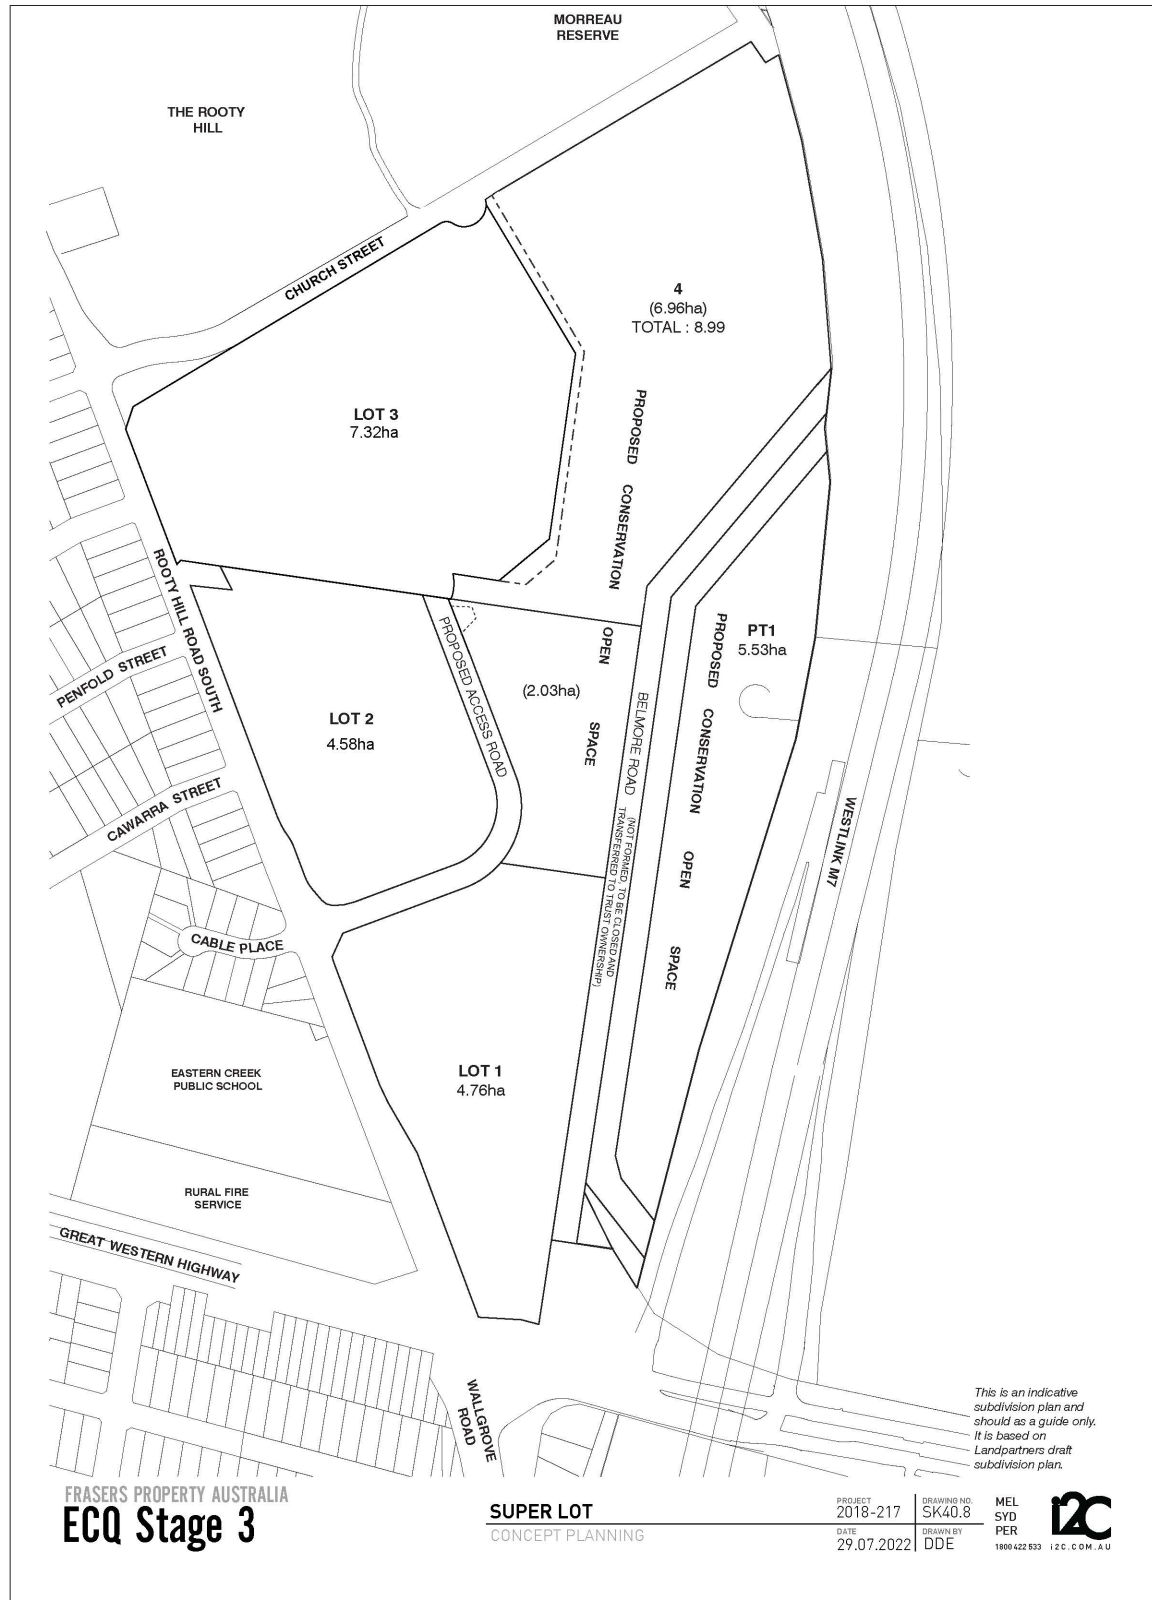 MORREAU
RESERVE
THE ROOTY
HILL
CHURCH STREET
4
(6.96ha)
TOTAL : 8.99
LOT 3
7.32ha
PROPOSED CONSERVATION
OPEN SPACE
ROOTY HILL ROAD SOUTH
PENFOLD STREET
PROPOSED ACCESS ROAD
(2.03ha)
PT1
5.53ha
PROPOSED CONSERVATION OPEN SPACE
LOT 2
4.58ha
BELMORE ROAD
(NOT FORMED, TO BE CLOSED AND
TRANSFERRED TO TRUST OWNERSHIP)
CAWARRA STREET
WESTLINK M7
CABLE PLACE
LOT 1
4.76ha
EASTERN CREEK
PUBLIC SCHOOL
RURAL FIRE
SERVICE
GREAT WESTERN HIGHWAY
WALLGROVE
ROAD
This is an indicative
subdivision plan and
should as a guide only.
It is based on
Landpartners draft
subdivision plan.
FRASERS PROPERTY AUSTRALIA
ECQ Stage 3
SUPER LOT
CONCEPT PLANNING
PROJECT
2018-217
DRAWING NO.
SK40.8
DATE
29.07.2022
DRAWN BY
DDE
MEL
SYD
PER
1800 422 533
i2C
i2C.COM.AU